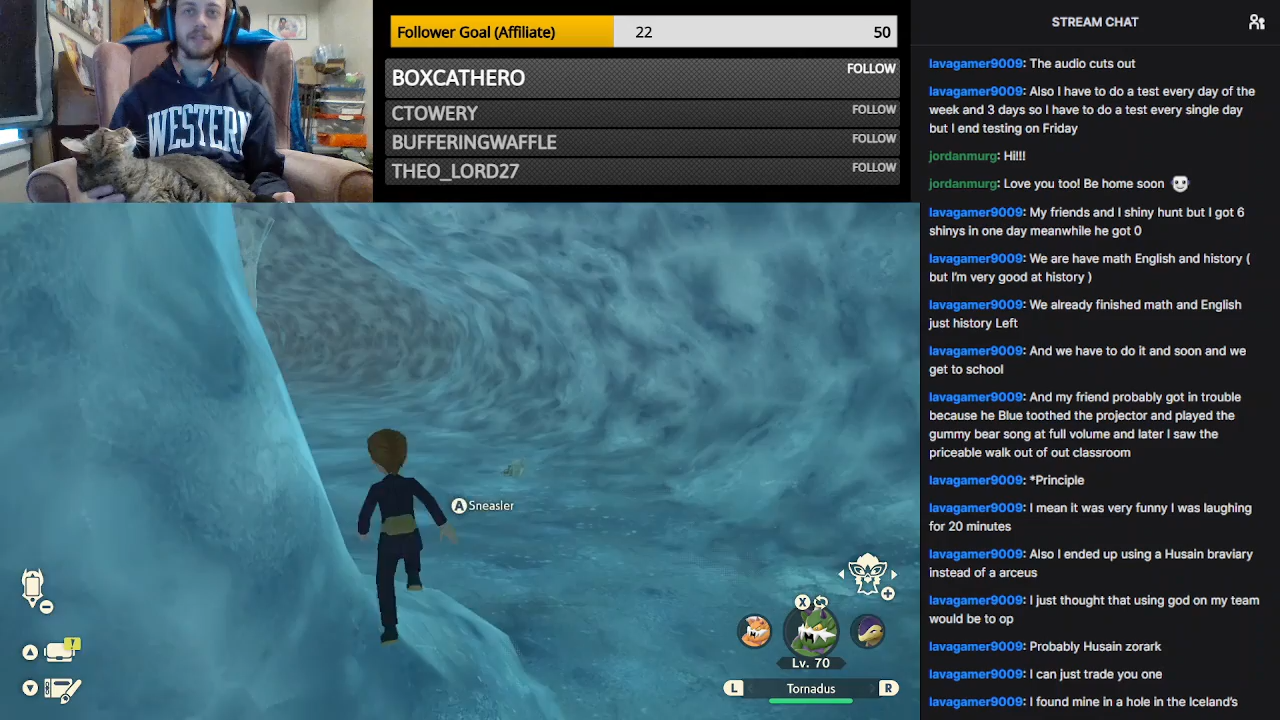 WESTERN
Follower Goal (Affiliate) 22 50
BOXCATHERO FOLLOW
CTOWERY FOLLOW
BUFFERINGWAFFLE FOLLOW
THEO_LORD27 FOLLOW
A Sneasler
X
Lv. 70
L Tornadus R
STREAM CHAT
lavagamer9009: The audio cuts out
lavagamer9009: Also I have to do a test every day of the
week and 3 days so I have to do a test every single day
but I end testing on Friday
jordanmurg: Hi!!!
jordanmurg: Love you too! Be home soon
lavagamer9009: My friends and I shiny hunt but I got 6
shinys in one day meanwhile he got 0
lavagamer9009: We are have math English and history (
but I'm very good at history )
lavagamer9009: We already finished math and English
just history Left
lavagamer9009: And we have to do it and soon and we
get to school
lavagamer9009: And my friend probably got in trouble
because he Blue toothed the projector and played the
gummy bear song at full volume and later I saw the
priceable walk out of out classroom
lavagamer9009: *Principle
lavagamer9009: I mean it was very funny I was laughing
for 20 minutes
lavagamer9009: Also I ended up using a Husain braviary
instead of a arceus
lavagamer9009: I just thought that using god on my team
would be to op
lavagamer9009: Probably Husain zorark
lavagamer9009: I can just trade you one
lavagamer9009: I found mine in a hole in the Iceland's